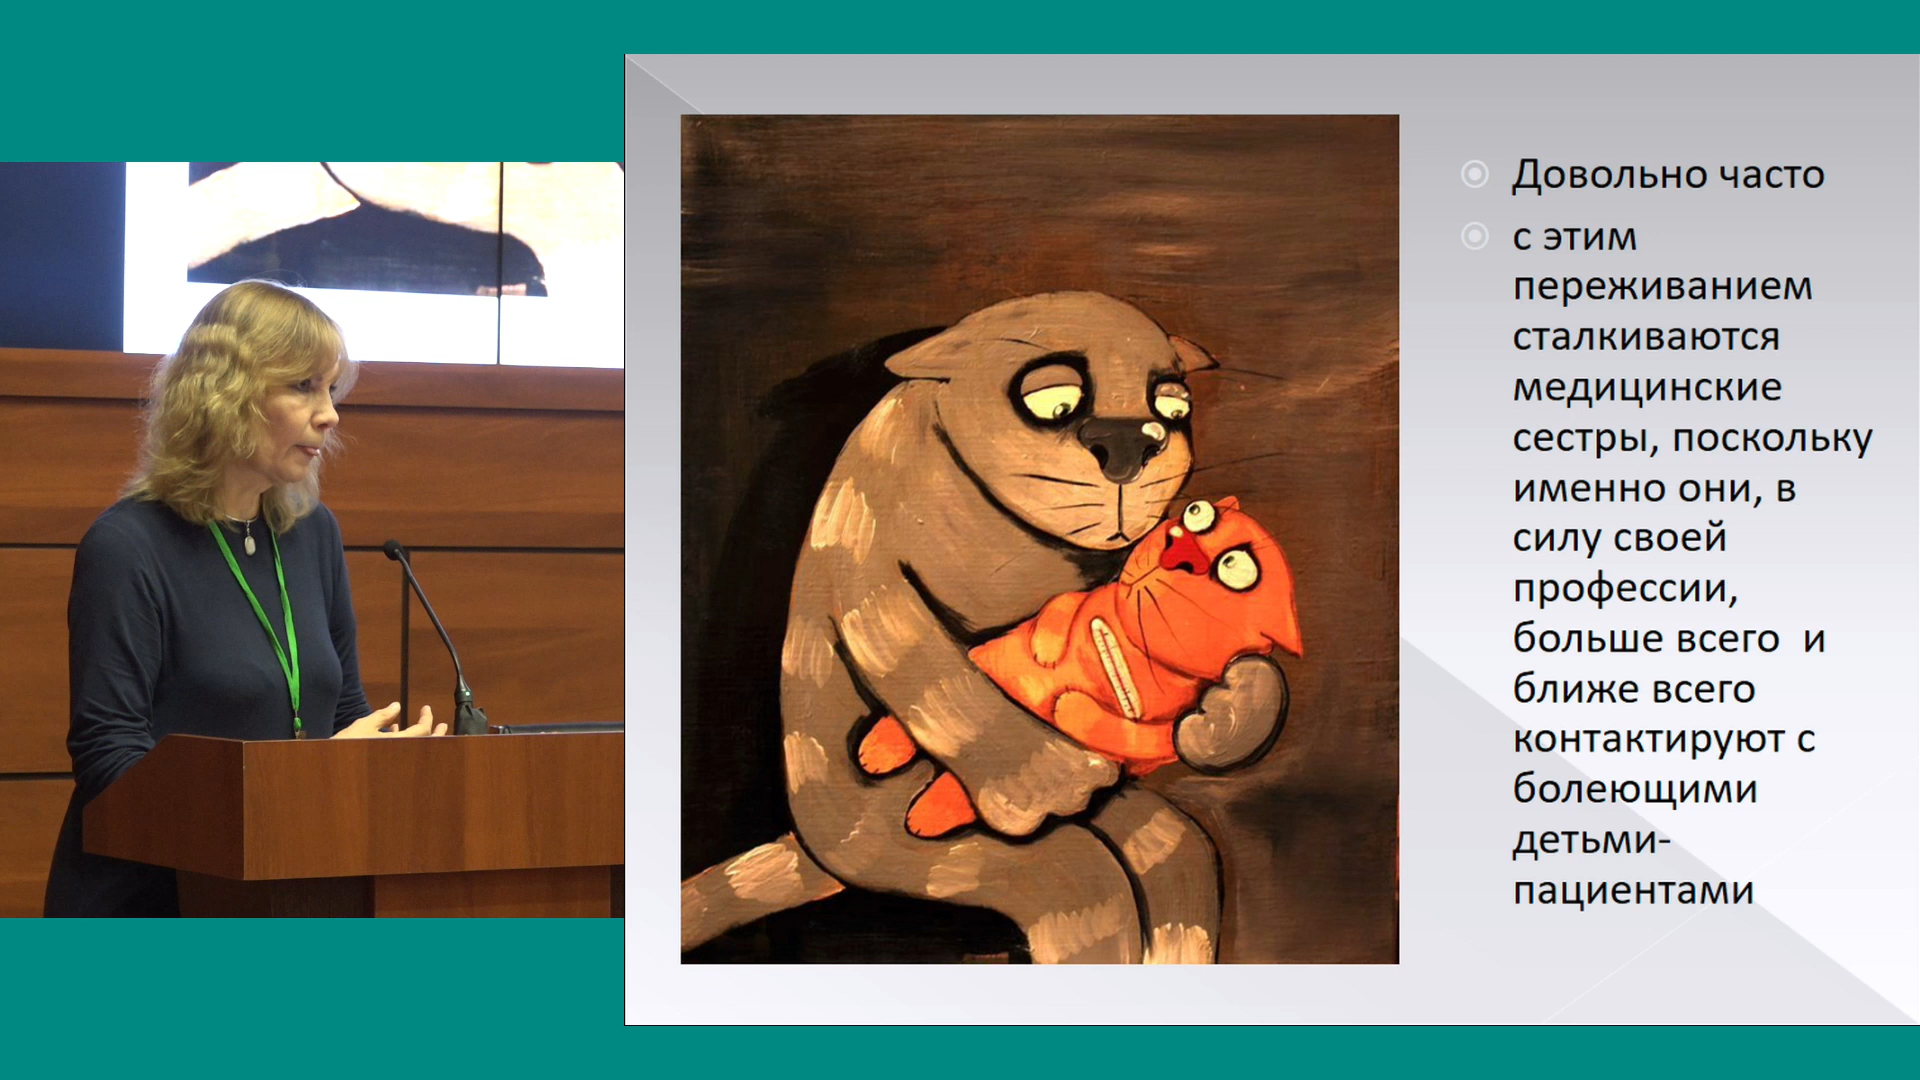 Довольно часто
с этим
переживанием
сталкиваются
медицинские
сестры, поскольку
именно они, в
силу своей
профессии,
больше всего  и
ближе всего
контактируют с
болеющими
детьми-
пациентами